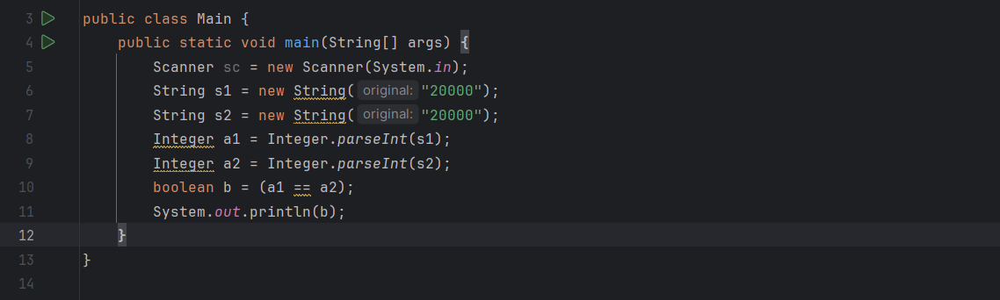 3 public class Main {
4 public static void main(String[] args) {
5 Scanner sc = new Scanner(System.in);
6 String s1 = new String( original: "20000");
7 String s2 = new String( original: "20000");
8 Integer a1 = Integer.parseInt(s1);
9 Integer a2 = Integer.parseInt(s2);
10 boolean b = (a1 == a2);
11 System.out.println(b);
12 }
13 }
14